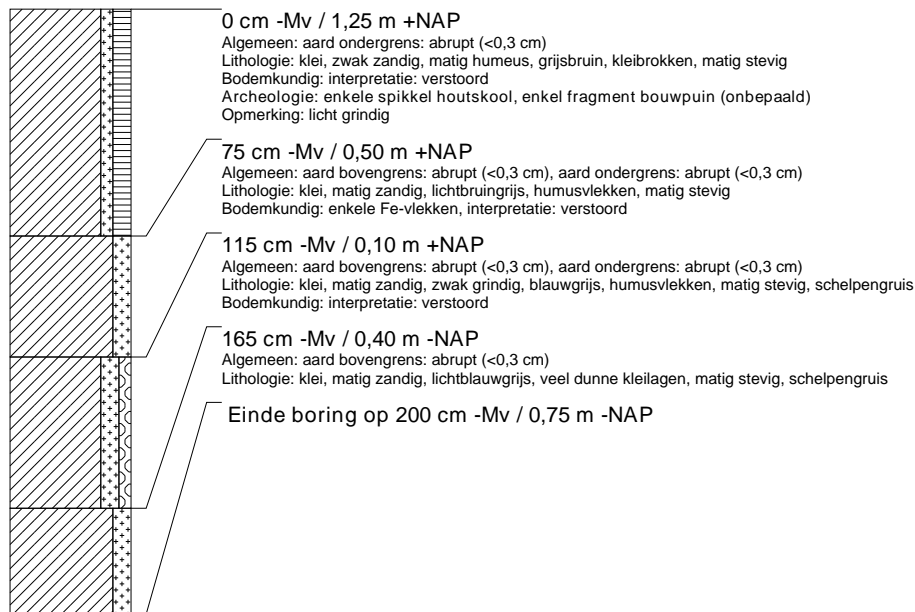 0 cm -Mv / 1,25 m +NAP
Algemeen: aard ondergrens: abrupt (<0,3 cm)
Lithologie: klei, zwak zandig, matig humeus, grijsbruin, kleibrokken, matig stevig
Bodemkundig: interpretatie: verstoord
Archeologie: enkele spikkel houtskool, enkel fragment bouwpuin (onbepaald)
Opmerking: licht grindig
75 cm -Mv / 0,50 m +NAP
Algemeen: aard bovengrens: abrupt (<0,3 cm), aard ondergrens: abrupt (<0,3 cm)
Lithologie: klei, matig zandig, lichtbruingrijs, humusvlekken, matig stevig
Bodemkundig: enkele Fe-vlekken, interpretatie: verstoord
115 cm -Mv / 0,10 m +NAP
Algemeen: aard bovengrens: abrupt (<0,3 cm), aard ondergrens: abrupt (<0,3 cm)
Lithologie: klei, matig zandig, zwak grindig, blauwgrijs, humusvlekken, matig stevig, schelpengruis
Bodemkundig: interpretatie: verstoord
165 cm -Mv / 0,40 m -NAP
Algemeen: aard bovengrens: abrupt (<0,3 cm)
Lithologie: klei, matig zandig, lichtblauwgrijs, veel dunne kleilagen, matig stevig, schelpengruis
Einde boring op 200 cm -Mv / 0,75 m -NAP